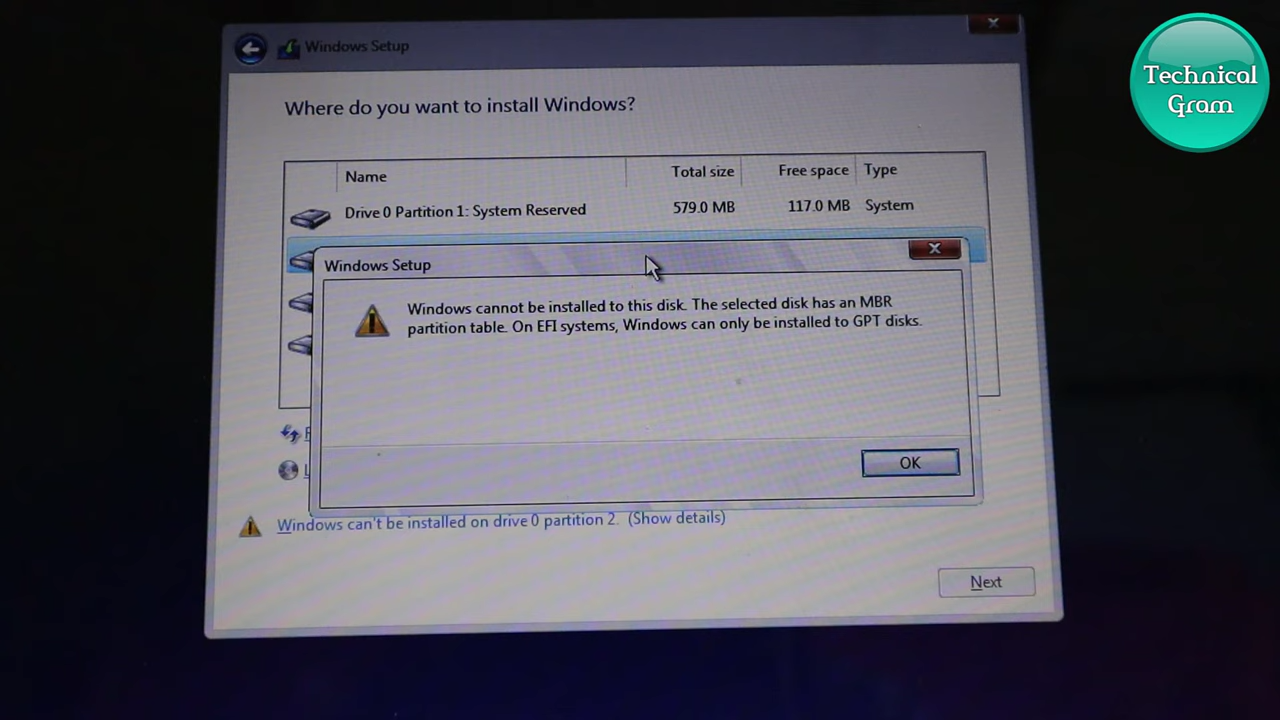 Technical
Gram
Windows Setup
Where do you want to install Windows?
Name Total size Free space Type
Drive 0 Partition 1: System Reserved 579.0 MB 117.0 MB System
Windows Setup
Windows cannot be installed to this disk. The selected disk has an MBR
partition table. On EFI systems, Windows can only be installed to GPT disks.
OK
Windows can't be installed on drive 0 partition 2. (Show details)
Next